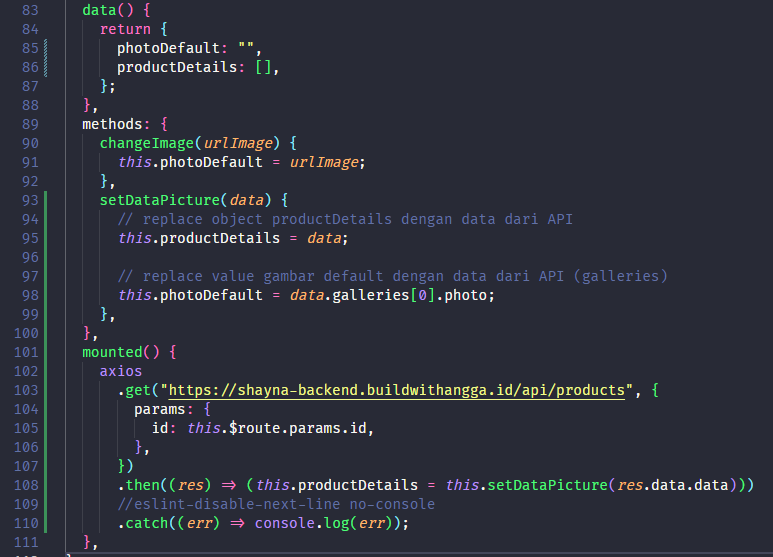 83 data() {
84 return {
85 photoDefault: "",
86 productDetails: [],
87 };
88 },
89 methods: {
90 changeImage(urlImage) {
91 this.photoDefault = urlImage;
92 },
93 setDataPicture(data) {
94 // replace object productDetails dengan data dari API
95 this.productDetails = data;
96
97 // replace value gambar default dengan data dari API (galleries)
98 this.photoDefault = data.galleries[0].photo;
99 },
100 },
101 mounted() {
102 axios
103 .get("https://shayna-backend.buildwithangga.id/api/products", {
104 params: {
105 id: this.$route.params.id,
106 },
107 })
108 .then((res) => (this.productDetails = this.setDataPicture(res.data.data)))
109 //eslint-disable-next-line no-console
110 .catch((err) => console.log(err));
111 },